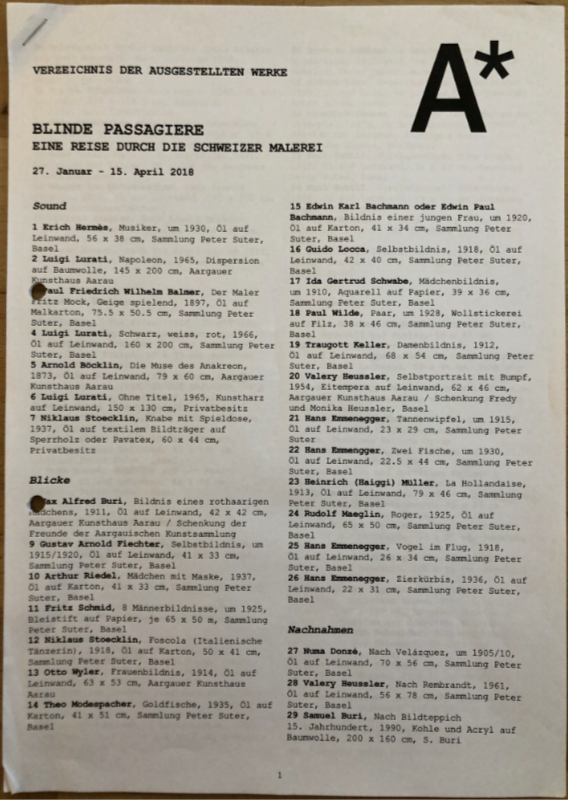 VERZEICHNIS DER AUSGESTELLTEN WERKE
A*
BLINDE PASSAGIERE
EINE REISE DURCH DIE SCHWEIZER MALEREI
27. Januar - 15. April 2018
Sound
1 Erich Hermès, Musiker, um 1930, Öl auf
Leinwand, 56 x 38 cm, Sammlung Peter Suter,
Basel
2 Luigi Lurati, Napoleon, 1965, Dispersion
auf Baumwolle, 145 x 200 cm, Aargauer
Kunsthaus Aarau
Paul Friedrich Wilhelm Balmer, Der Maler
Fritz Mock, Geige spielend, 1897, Öl auf
Malkarton, 75.5 x 50.5 cm, Sammlung Peter
Suter, Basel
4 Luigi Lurati, Schwarz, weiss, rot, 1966,
Öl auf Leinwand, 160 x 200 cm, Sammlung
Peter Suter, Basel
5 Arnold Böcklin, Die Muse des Anakreon,
1873, Öl auf Leinwand, 79 x 60 cm, Aargauer
Kunsthaus Aarau
6 Luigi Lurati, Ohne Titel, 1965, Kunstharz
auf Leinwand, 150 x 130 cm, Privatbesitz
7 Niklaus Stoecklin, Knabe mit Spieldose,
1937, Öl auf textilem Bildträger auf
Sperrholz oder Pavatex, 60 x 44 cm,
Privatbesitz
Blicke
Max Alfred Buri, Bildnis eines rothaarigen
Mädchens, 1911, Öl auf Leinwand, 42 x 42 cm,
Aargauer Kunsthaus Aarau / Schenkung der
Freunde der Aargauischen Kunstsammlung
9 Gustav Arnold Fiechter, Selbstbildnis, um
1915/1920, Öl auf Leinwand, 41 x 33 cm,
Sammlung Peter Suter, Basel
10 Arthur Riedel, Mädchen mit Maske, 1937,
Öl auf Karton, 41 x 33 cm, Sammlung Peter
Suter, Basel
11 Fritz Schmid, 8 Männerbildnisse, um 1925,
Bleistift auf Papier, je 65 x 50 m, Sammlung
Peter Suter, Basel
12 Niklaus Stoecklin, Foscola (Italienische
Tänzerin), 1918, Öl auf Karton, 50 x 41 cm,
Sammlung Peter Suter, Basel
13 Otto Wyler, Frauenbildnis, 1914, Öl auf
Leinwand, 63 x 53 cm, Aargauer Kunsthaus
Aarau
14 Theo Modespacher, Goldfische, 1935, Öl auf
Karton, 41 x 51 cm, Sammlung Peter Suter,
Basel
15 Edwin Karl Bachmann oder Edwin Paul
Bachmann, Bildnis einer jungen Frau, um 1920,
Öl auf Karton, 41 x 34 cm, Sammlung Peter Suter,
Basel
16 Guido Locca, Selbstbildnis, 1918, Öl auf
Leinwand, 42 x 40 cm, Sammlung Peter Suter,
Basel
17 Ida Gertrud Schwabe, Mädchenbildnis,
um 1910, Aquarell auf Papier, 39 x 36 cm,
Sammlung Peter Suter, Basel
18 Paul Wilde, Paar, um 1928, Wollstickerei
auf Filz, 38 x 46 cm, Sammlung Peter Suter,
Basel
19 Traugott Keller, Damenbildnis, 1912,
Öl auf Leinwand, 68 x 54 cm, Sammlung Peter
Suter, Basel
20 Valery Heussler, Selbstportrait mit Bumpf,
1954, Eitempera auf Leinwand, 62 x 46 cm,
Aargauer Kunsthaus Aarau / Schenkung Fredy
und Monika Heussler, Basel
21 Hans Emmenegger, Tannenwipfel, um 1915,
Öl auf Leinwand, 23 x 29 cm, Sammlung Peter
Suter
22 Hans Emmengger, Zwei Fische, um 1930,
Öl auf Leinwand, 22.5 x 44 cm, Sammlung Peter
Suter, Basel
23 Heinrich (Haiggi) Müller, La Hollandaise,
1913, Öl auf Leinwand, 79 x 46 cm, Sammlung
Peter Suter, Basel
24 Rudolf Maeglin, Roger, 1925, Öl auf
Leinwand, 65 x 50 cm, Sammlung Peter Suter,
Basel
25 Hans Emmenegger, Vogel im Flug, 1918,
Öl auf Leinwand, 26 x 34 cm, Sammlung Peter
Suter, Basel
26 Hans Emmenegger, Zierkürbis, 1936, Öl auf
Leinwand, 22 x 31 cm, Sammlung Peter Suter,
Basel
Nachnahmen
27 Numa Donzé, Nach Velázquez, um 1905/10,
Öl auf Leinwand, 70 x 56 cm, Sammlung Peter
Suter, Basel
28 Valery Heussler, Nach Rembrandt, 1961,
Öl auf Leinwand, 56 x 78 cm, Sammlung Peter
Suter, Basel
29 Samuel Buri, Nach Bildteppich
15. Jahrhundert, 1990, Kohle und Acryl auf
Baumwolle, 200 x 160 cm, S. Buri
1